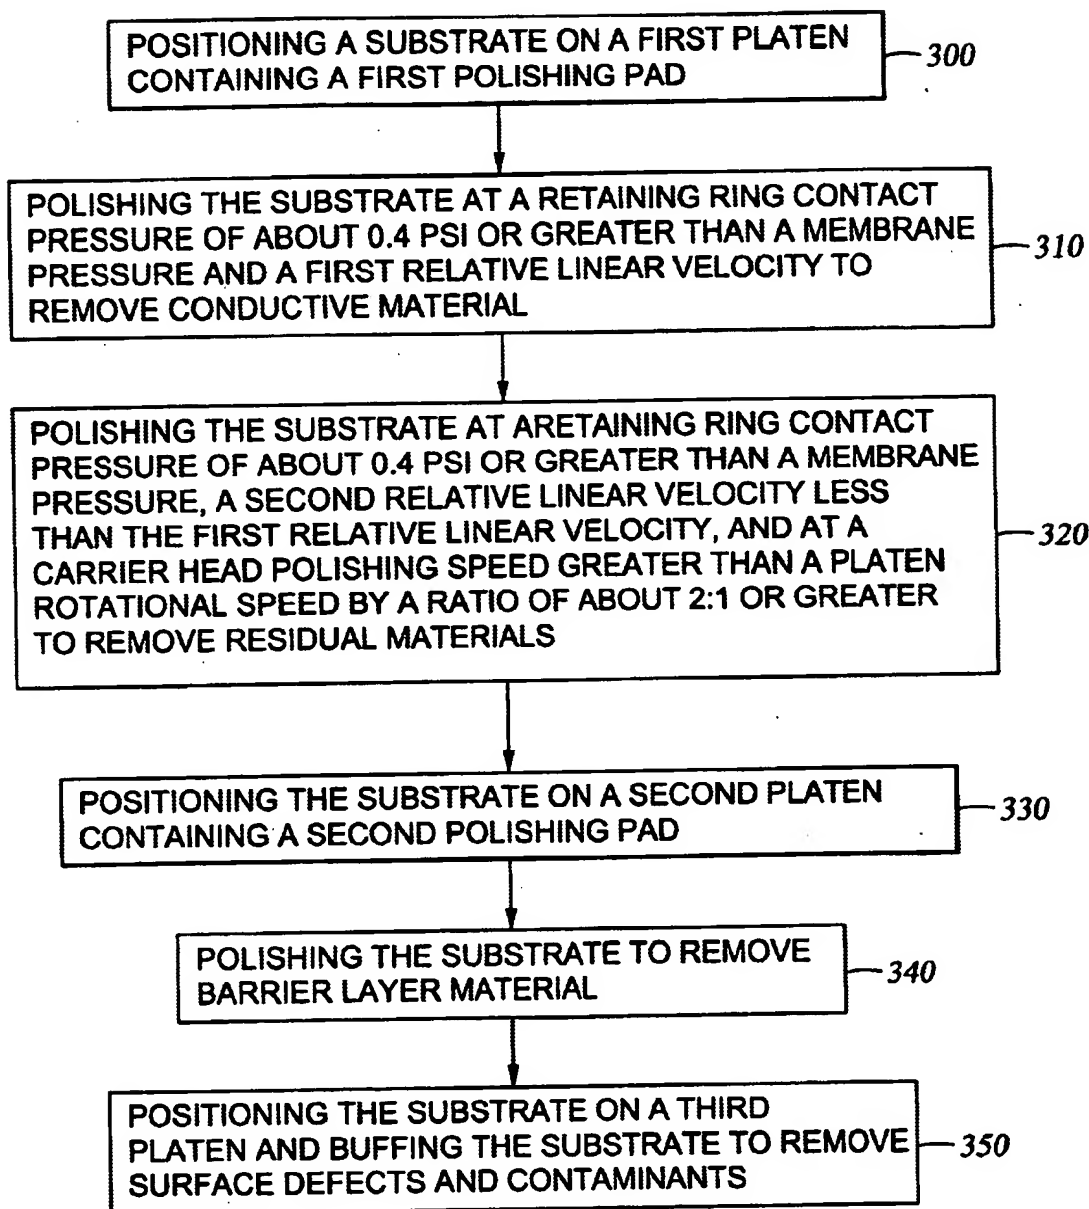 POSITIONING A SUBSTRATE ON A FIRST PLATEN
CONTAINING A FIRST POLISHING PAD
300
POLISHING THE SUBSTRATE AT A RETAINING RING CONTACT
PRESSURE OF ABOUT 0.4 PSI OR GREATER THAN A MEMBRANE
PRESSURE AND A FIRST RELATIVE LINEAR VELOCITY TO
REMOVE CONDUCTIVE MATERIAL
310
POLISHING THE SUBSTRATE AT ARETAINING RING CONTACT
PRESSURE OF ABOUT 0.4 PSI OR GREATER THAN A MEMBRANE
PRESSURE, A SECOND RELATIVE LINEAR VELOCITY LESS
THAN THE FIRST RELATIVE LINEAR VELOCITY, AND AT A
CARRIER HEAD POLISHING SPEED GREATER THAN A PLATEN
ROTATIONAL SPEED BY A RATIO OF ABOUT 2:1 OR GREATER
TO REMOVE RESIDUAL MATERIALS
320
POSITIONING THE SUBSTRATE ON A SECOND PLATEN
CONTAINING A SECOND POLISHING PAD
330
POLISHING THE SUBSTRATE TO REMOVE
BARRIER LAYER MATERIAL
340
POSITIONING THE SUBSTRATE ON A THIRD
PLATEN AND BUFFING THE SUBSTRATE TO REMOVE
SURFACE DEFECTS AND CONTAMINANTS
350